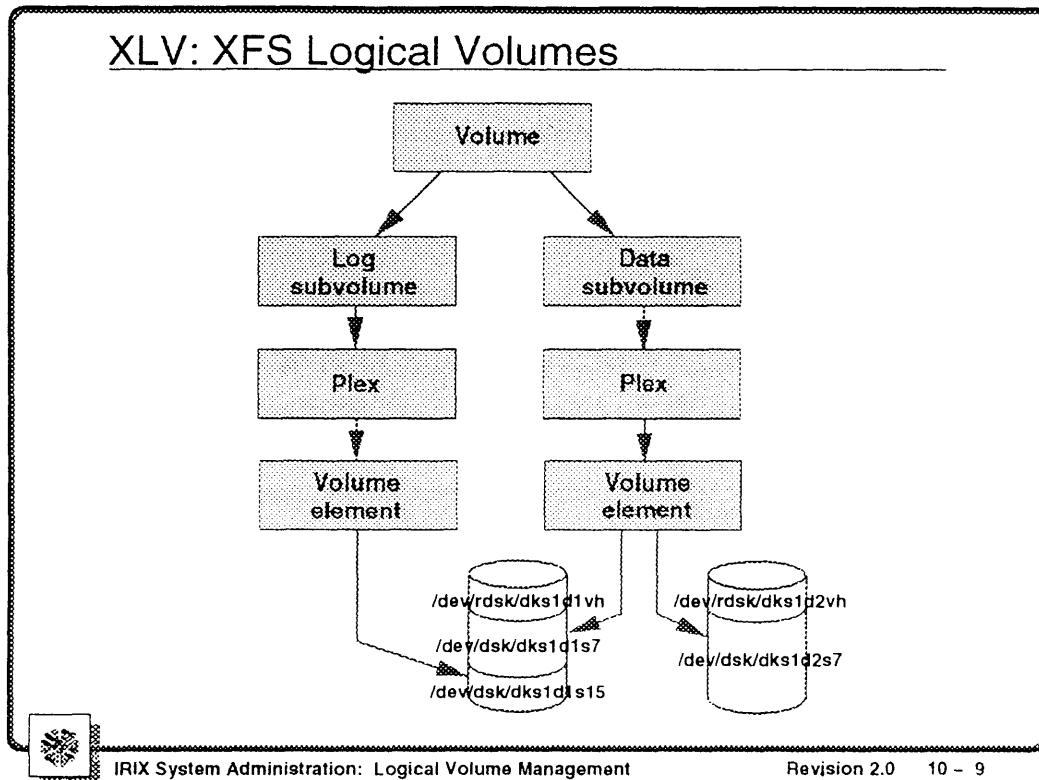 XLV: XFS Logical Volumes
Volume
Log
subvolume
Data
subvolume
Plex
Plex
Volume
element
Volume
element
/dev/rdsk/dks1d1vh
/dev/rdsk/dks1d2vh
/dev/dsk/dks1d1s7
/dev/dsk/dks1d2s7
/dev/dsk/dks1d1s15
IRIX System Administration: Logical Volume Management
Revision 2.0 10 - 9